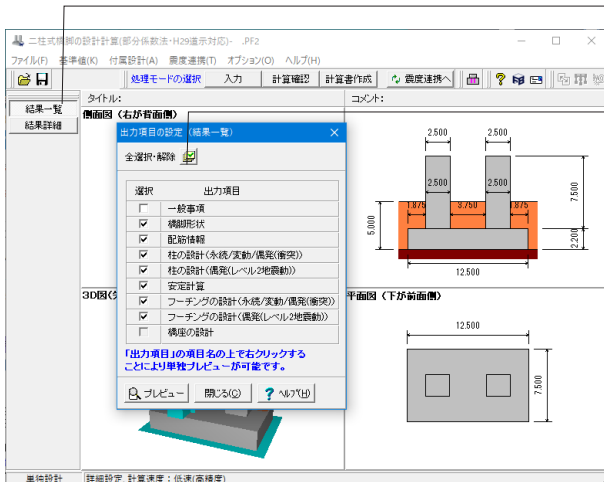 二柱式橋脚の設計計算(部分係数法・H29道示対応)- .PF2
ファイル(F) 基準値(K) 付属設計(A) 震度連携(T) オプション(O) ヘルプ(H)
処理モードの選択 入力 計算確認 計算書作成 震度連携へ
結果一覧
結果詳細
タイトル: コメント:
側面図 (右が背面側)
出力項目の設定 (結果一覧)
全選択・解除
選択 出力項目
一般事項
橋脚形状
配筋情報
柱の設計(永続/変動/偶発(衝突))
柱の設計(偶発(レベル2地震動))
安定計算
フーチングの設計(永続/変動/偶発(衝突))
フーチングの設計(偶発(レベル2地震動))
橋座の設計
「出力項目」の項目名の上で右クリックする
ことにより単独プレビューが可能です。
プレビュー 閉じる(C) ヘルプ(H)
2.500 2.500
2.500 2.500
1.875 3.750 1.875
5.000
7.500
2.200
12.500
3D図(
平面図 (下が前面側)
12.500
7.500
単独設計 詳細設定 計算速度：低速(高精度)